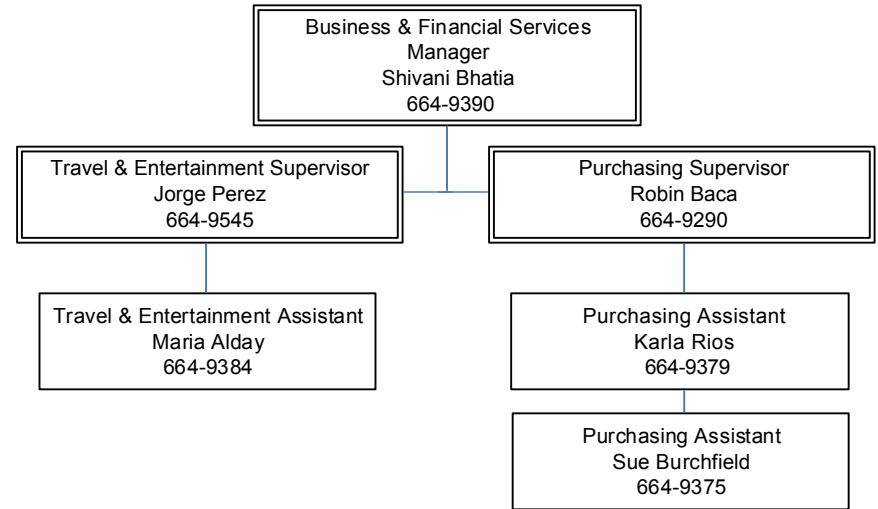 Business & Financial Services
Manager
Shivani Bhatia
664-9390
Travel & Entertainment Supervisor
Jorge Perez
664-9545
Purchasing Supervisor
Robin Baca
664-9290
Travel & Entertainment Assistant
Maria Alday
664-9384
Purchasing Assistant
Karla Rios
664-9379
Purchasing Assistant
Sue Burchfield
664-9375